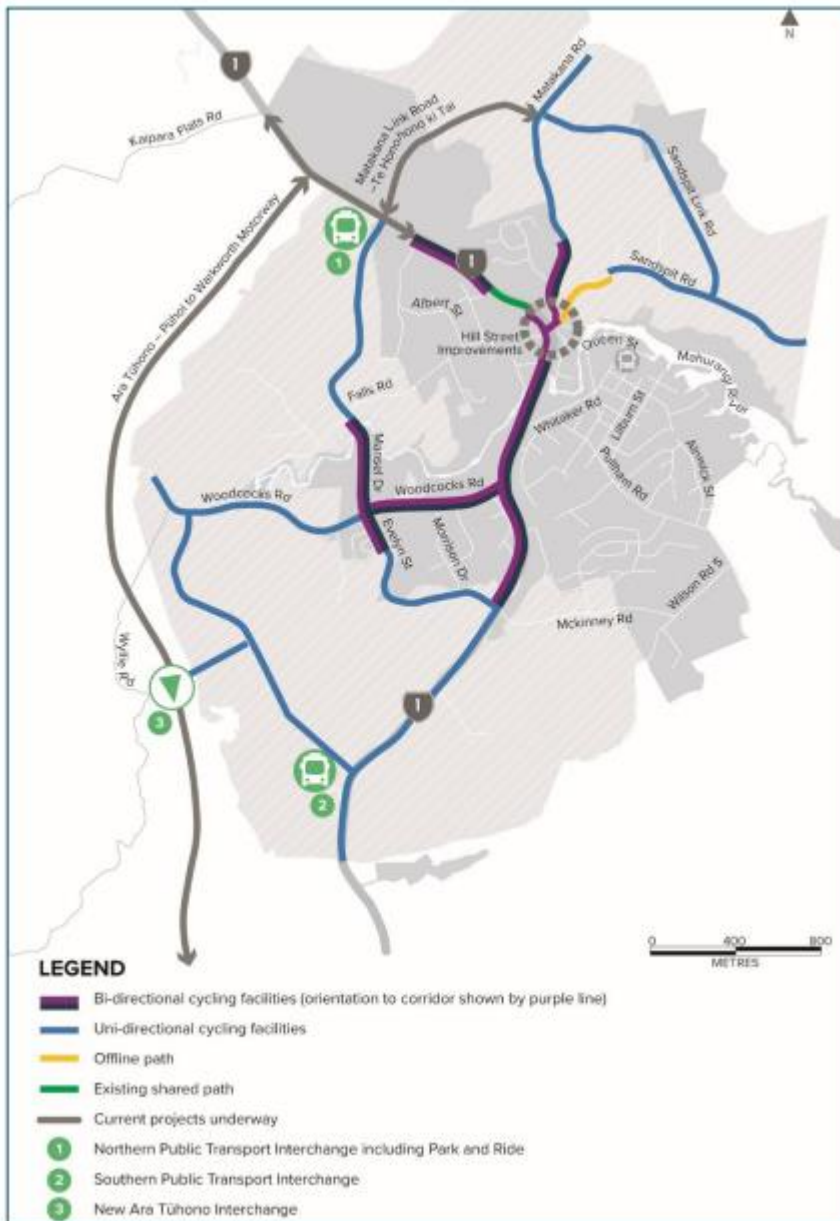 N
1
Kaipara Flats Rd
Matakana Rd
Matakana Link Road
–Te Honohono ki Tai
Sandspit Link Rd
Ara Tūhono – Pūhoi to Warkworth Motorway
1
1
Albert St
Sandspit Rd
Hill Street
Improvements
Queen St
Mahurangi River
Falls Rd
Whitaker Rd
Lilburn St
Mansel Dr
Pulham Rd
Alnwick St
Woodcocks Rd
Woodcocks Rd
Evelyn St
Morrison Dr
Wilson Rd S
Mckinney Rd
Wyllie Rd
1
3
2
0 400 800
METRES
LEGEND
Bi-directional cycling facilities (orientation to corridor shown by purple line)
Uni-directional cycling facilities
Offline path
Existing shared path
Current projects underway
1 Northern Public Transport Interchange including Park and Ride
2 Southern Public Transport Interchange
3 New Ara Tūhono Interchange